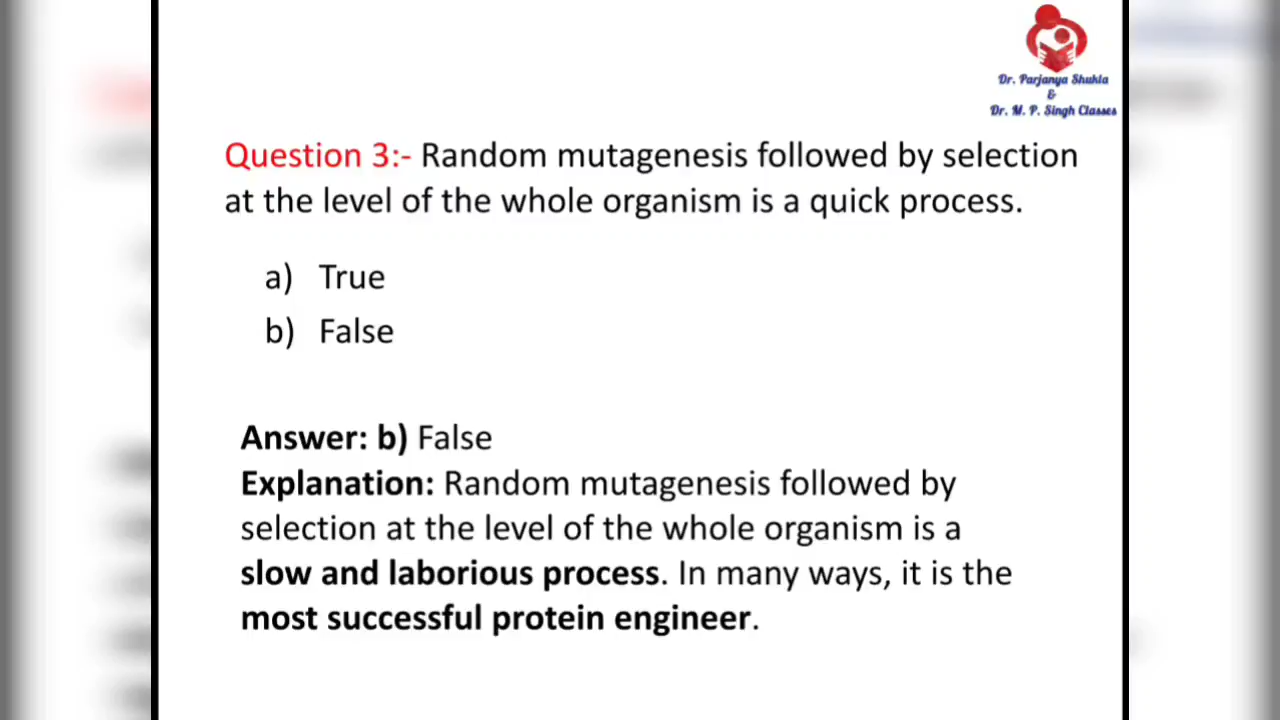 Dr. Parjanya Shukla
&
Dr. M. P. Singh Classes
Question 3:- Random mutagenesis followed by selection
at the level of the whole organism is a quick process.
a) True
b) False
Answer: b) False
Explanation: Random mutagenesis followed by
selection at the level of the whole organism is a
slow and laborious process. In many ways, it is the
most successful protein engineer.